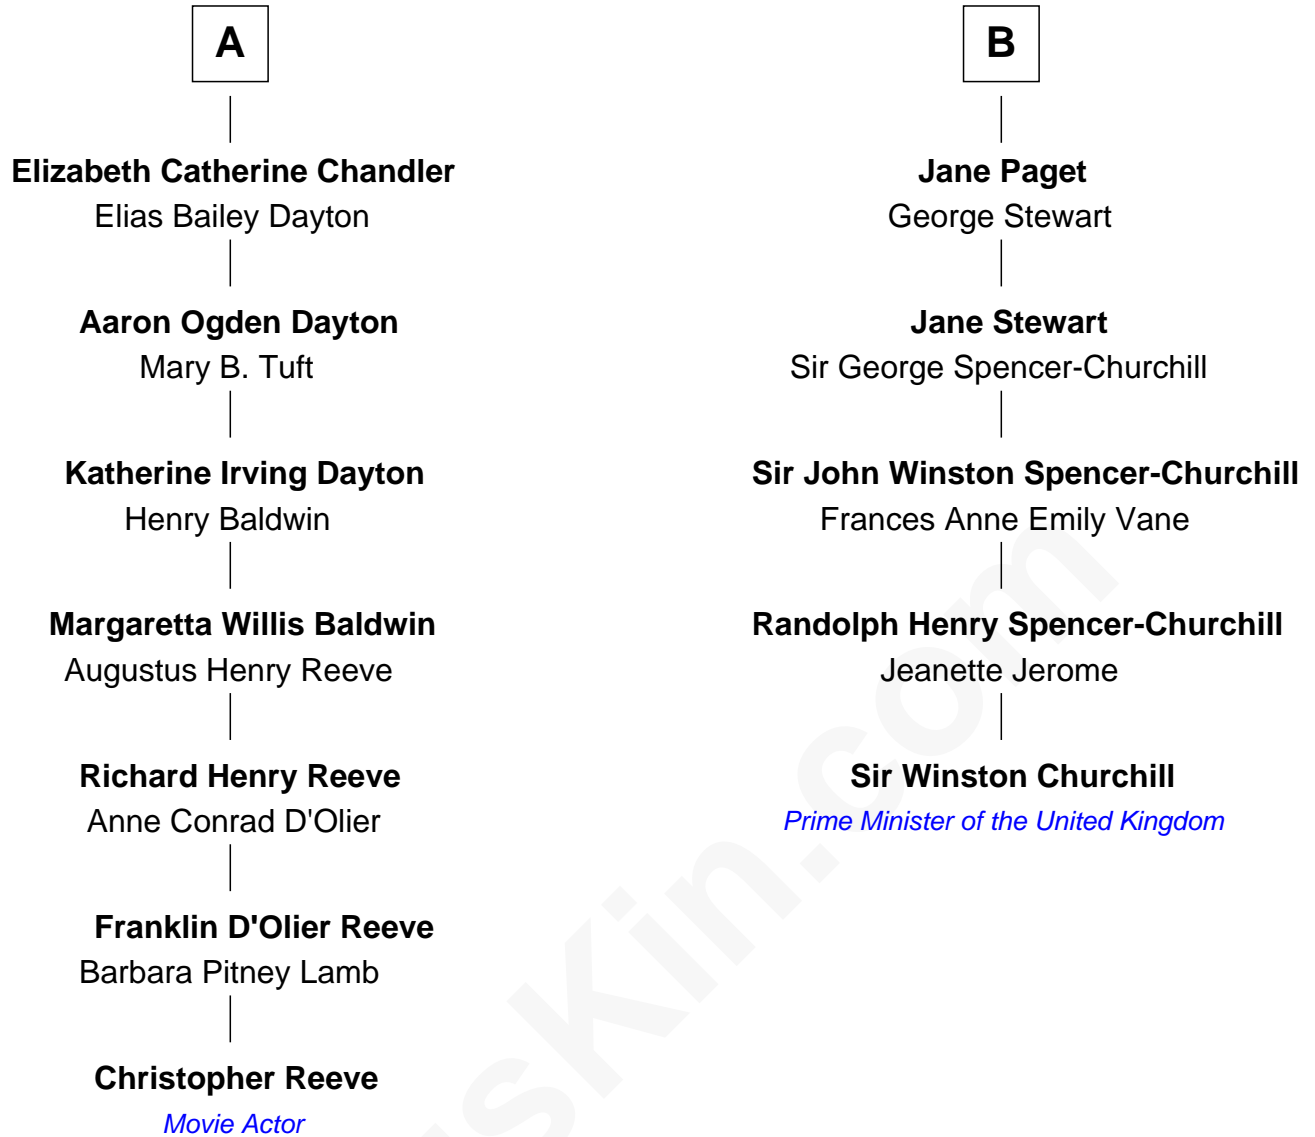 A
Elizabeth Catherine Chandler
Elias Bailey Dayton
Aaron Ogden Dayton
Mary B. Tuft
Katherine Irving Dayton
Henry Baldwin
Margaretta Willis Baldwin
Augustus Henry Reeve
Richard Henry Reeve
Anne Conrad D'Olier
Franklin D'Olier Reeve
Barbara Pitney Lamb
Christopher Reeve
Movie Actor
B
Jane Paget
George Stewart
Jane Stewart
Sir George Spencer-Churchill
Sir John Winston Spencer-Churchill
Frances Anne Emily Vane
Randolph Henry Spencer-Churchill
Jeanette Jerome
Sir Winston Churchill
Prime Minister of the United Kingdom